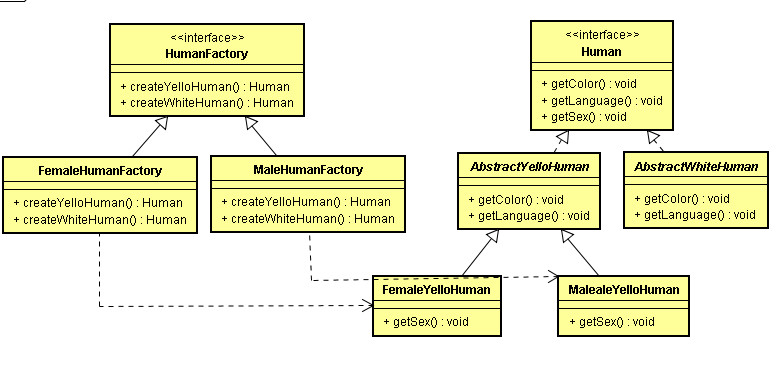 <<interface>>
HumanFactory
+ createYelloHuman() : Human
+ createWhiteHuman() : Human
<<interface>>
Human
+ getColor() : void
+ getLanguage() : void
+ getSex() : void
FemaleHumanFactory
+ createYelloHuman() : Human
+ createWhiteHuman() : Human
MaleHumanFactory
+ createYelloHuman() : Human
+ createWhiteHuman() : Human
AbstractYelloHuman
+ getColor() : void
+ getLanguage() : void
AbstractWhiteHuman
+ getColor() : void
+ getLanguage() : void
FemaleYelloHuman
+ getSex() : void
MalealeYelloHuman
+ getSex() : void